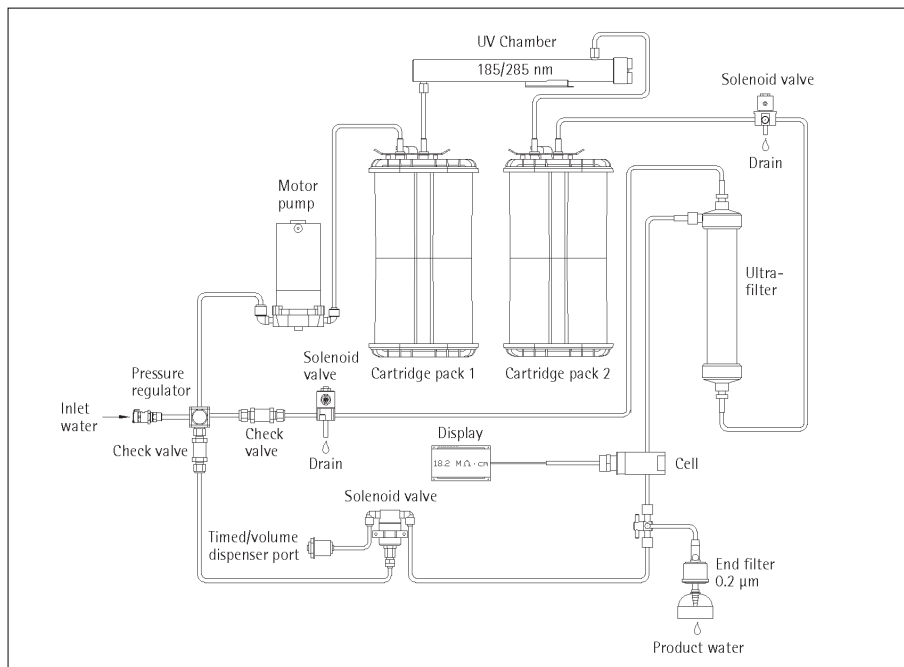 UV Chamber
185/285 nm
Solenoid valve
Drain
Motor
pump
Ultra-
filter
Solenoid
valve
Cartridge pack 1
Cartridge pack 2
Pressure
regulator
Inlet
water
Check valve
Check
valve
Drain
Display
18.2 MΩ·cm
Cell
Solenoid valve
Timed/volume
dispenser port
End filter
0.2 µm
Product water